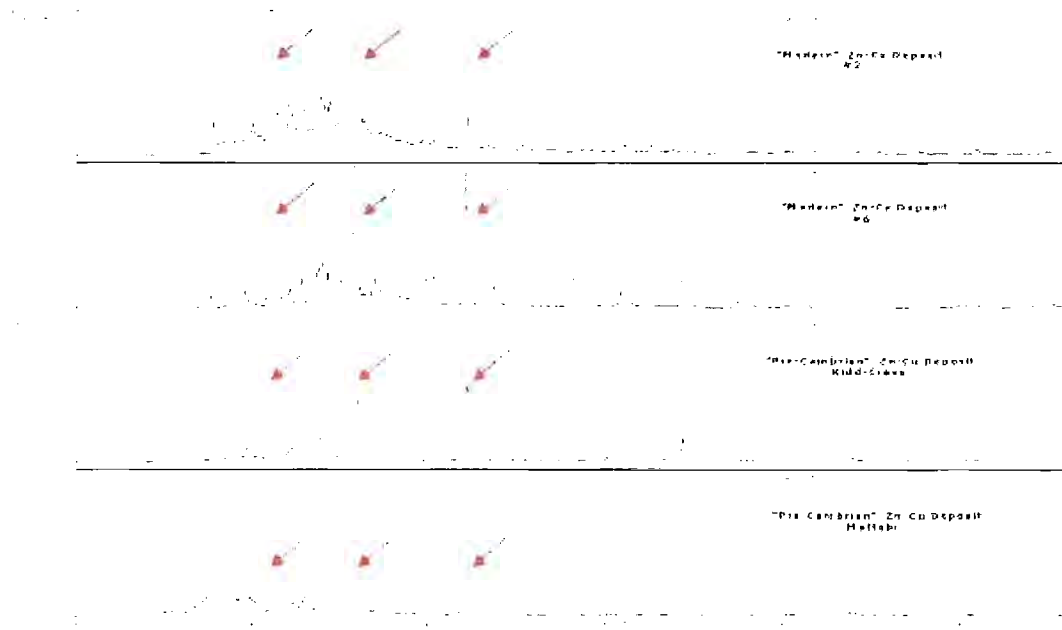 "Modern" Zn-Cu Deposit
#2
"Modern" Zn-Cu Deposit
#6
"Pre-Cambrian" Zn-Cu Deposit
Kidd-Creek
"Pre-Cambrian" Zn-Cu Deposit
Mattabi